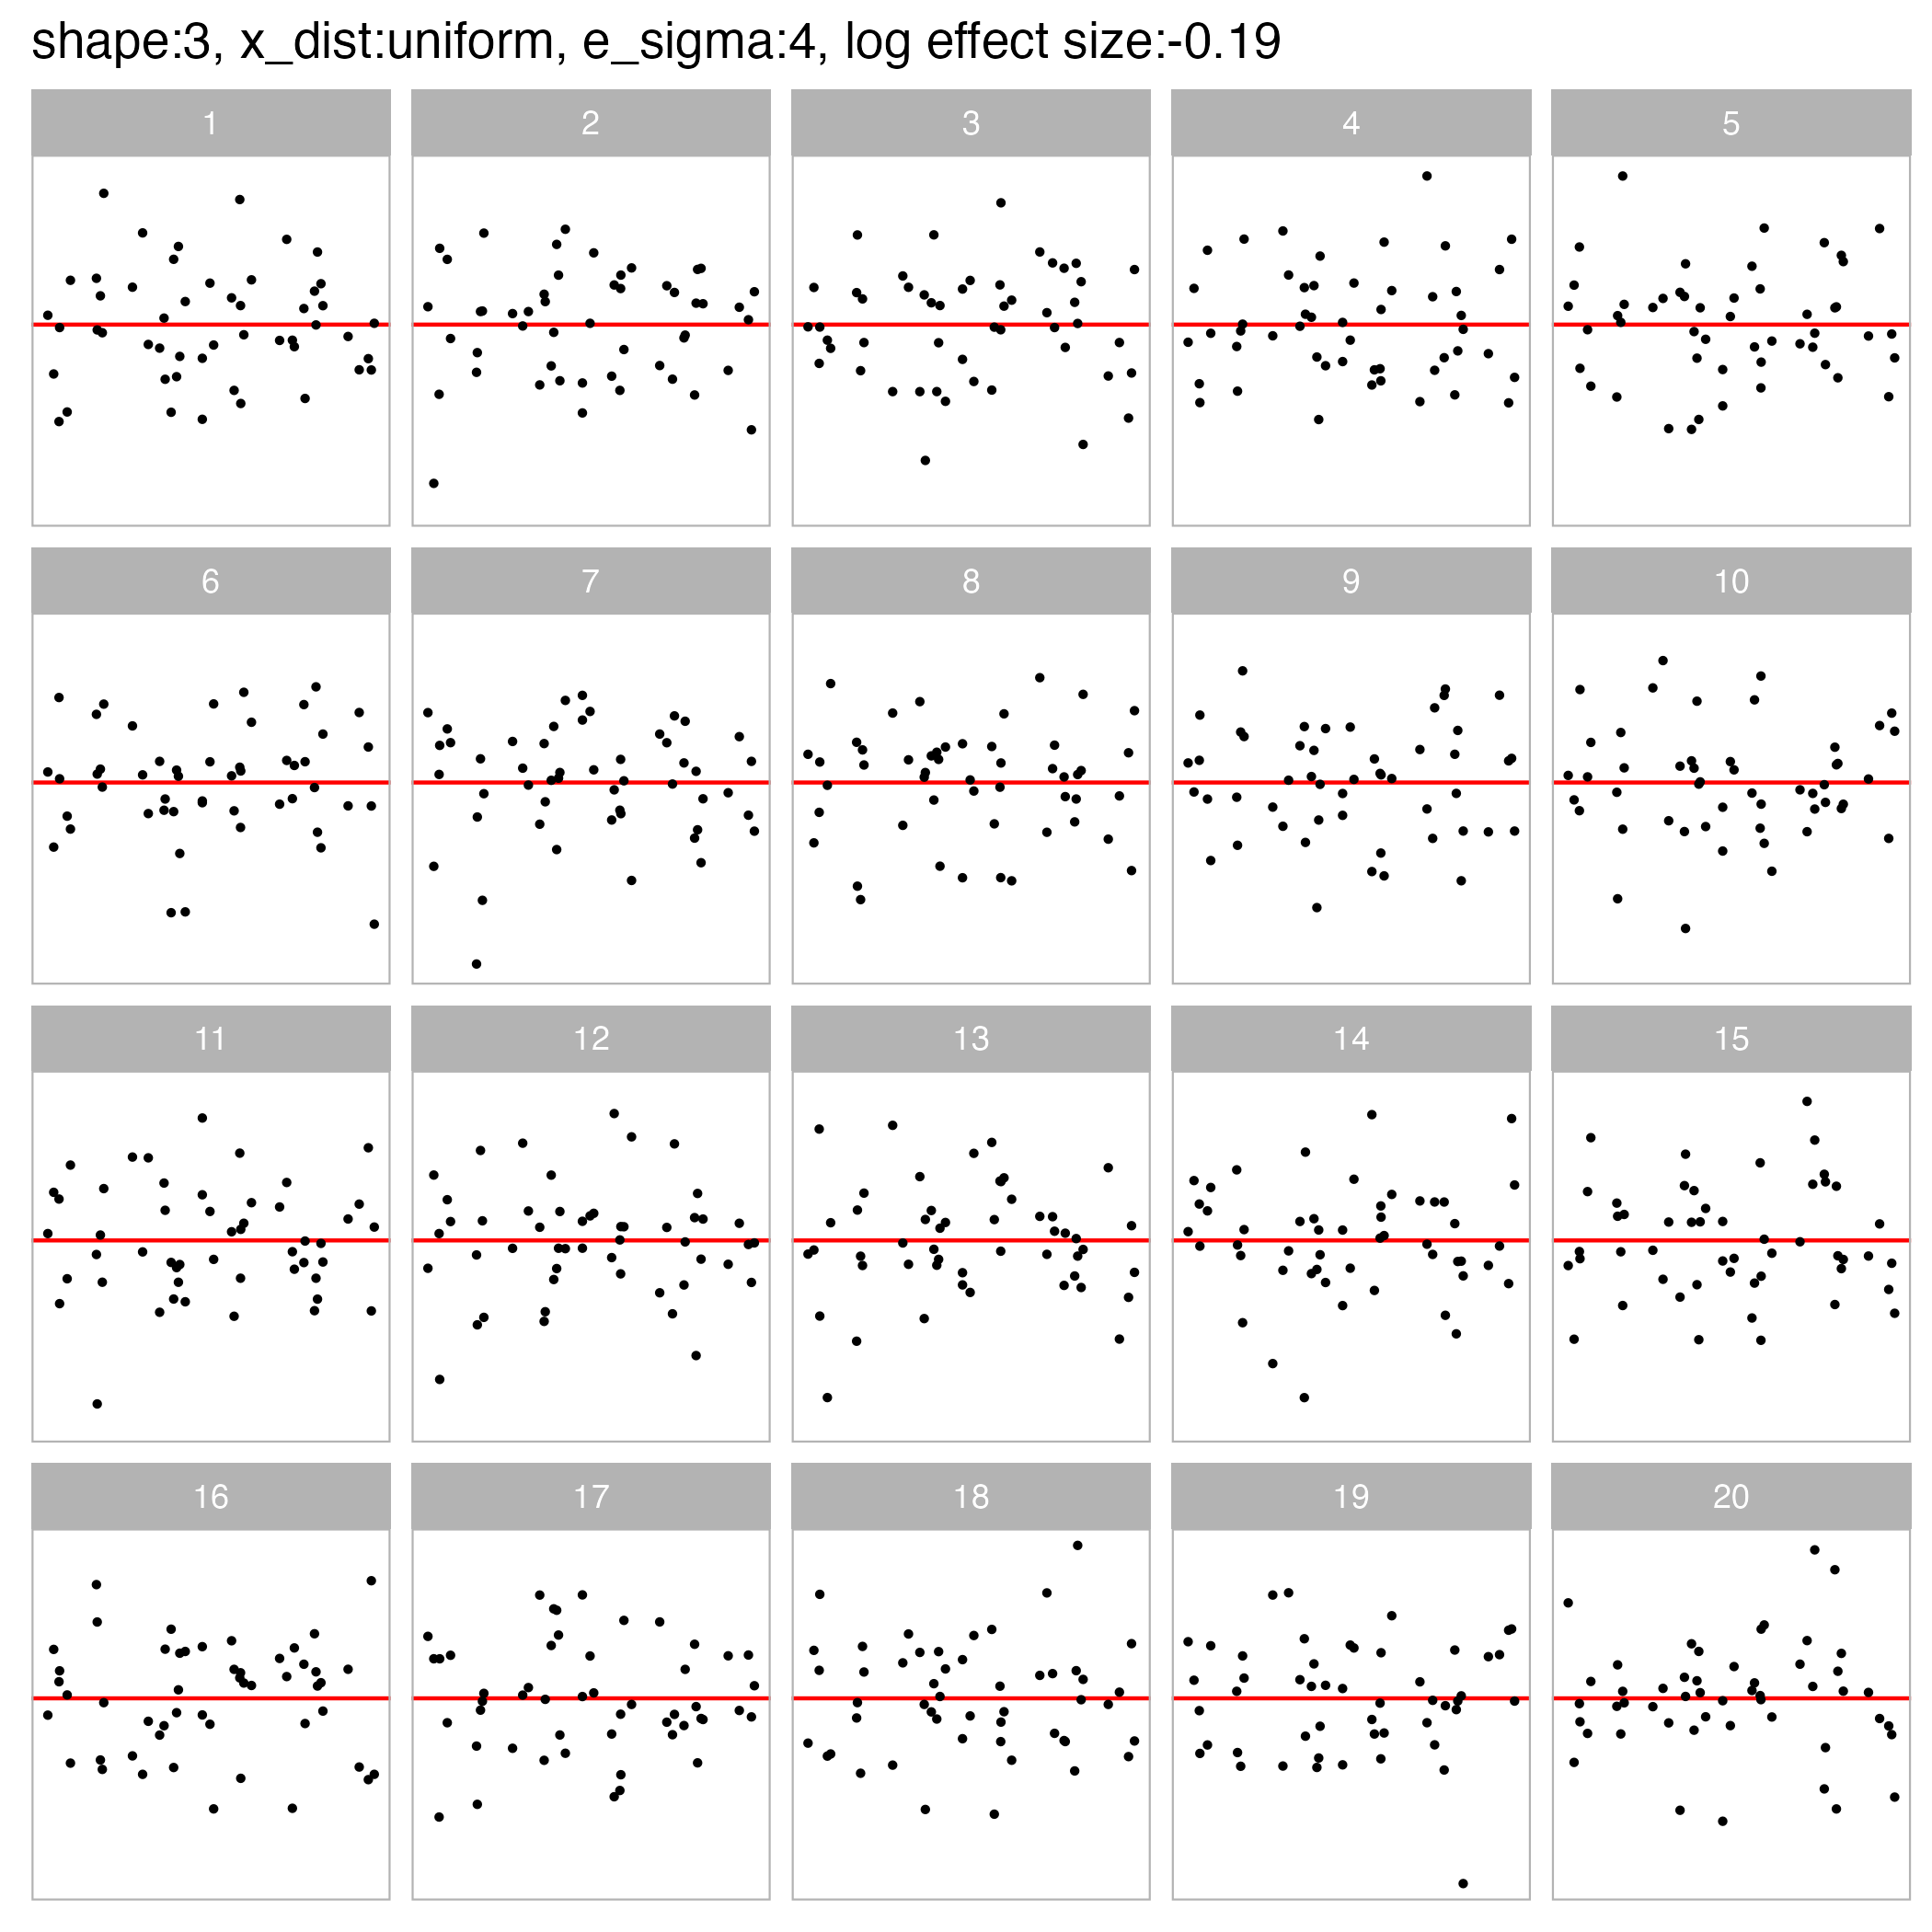 shape:3, x_dist:uniform, e_sigma:4, log effect size:-0.19
1 2 3 4 5
6 7 8 9 10
11 12 13 14 15
16 17 18 19 20